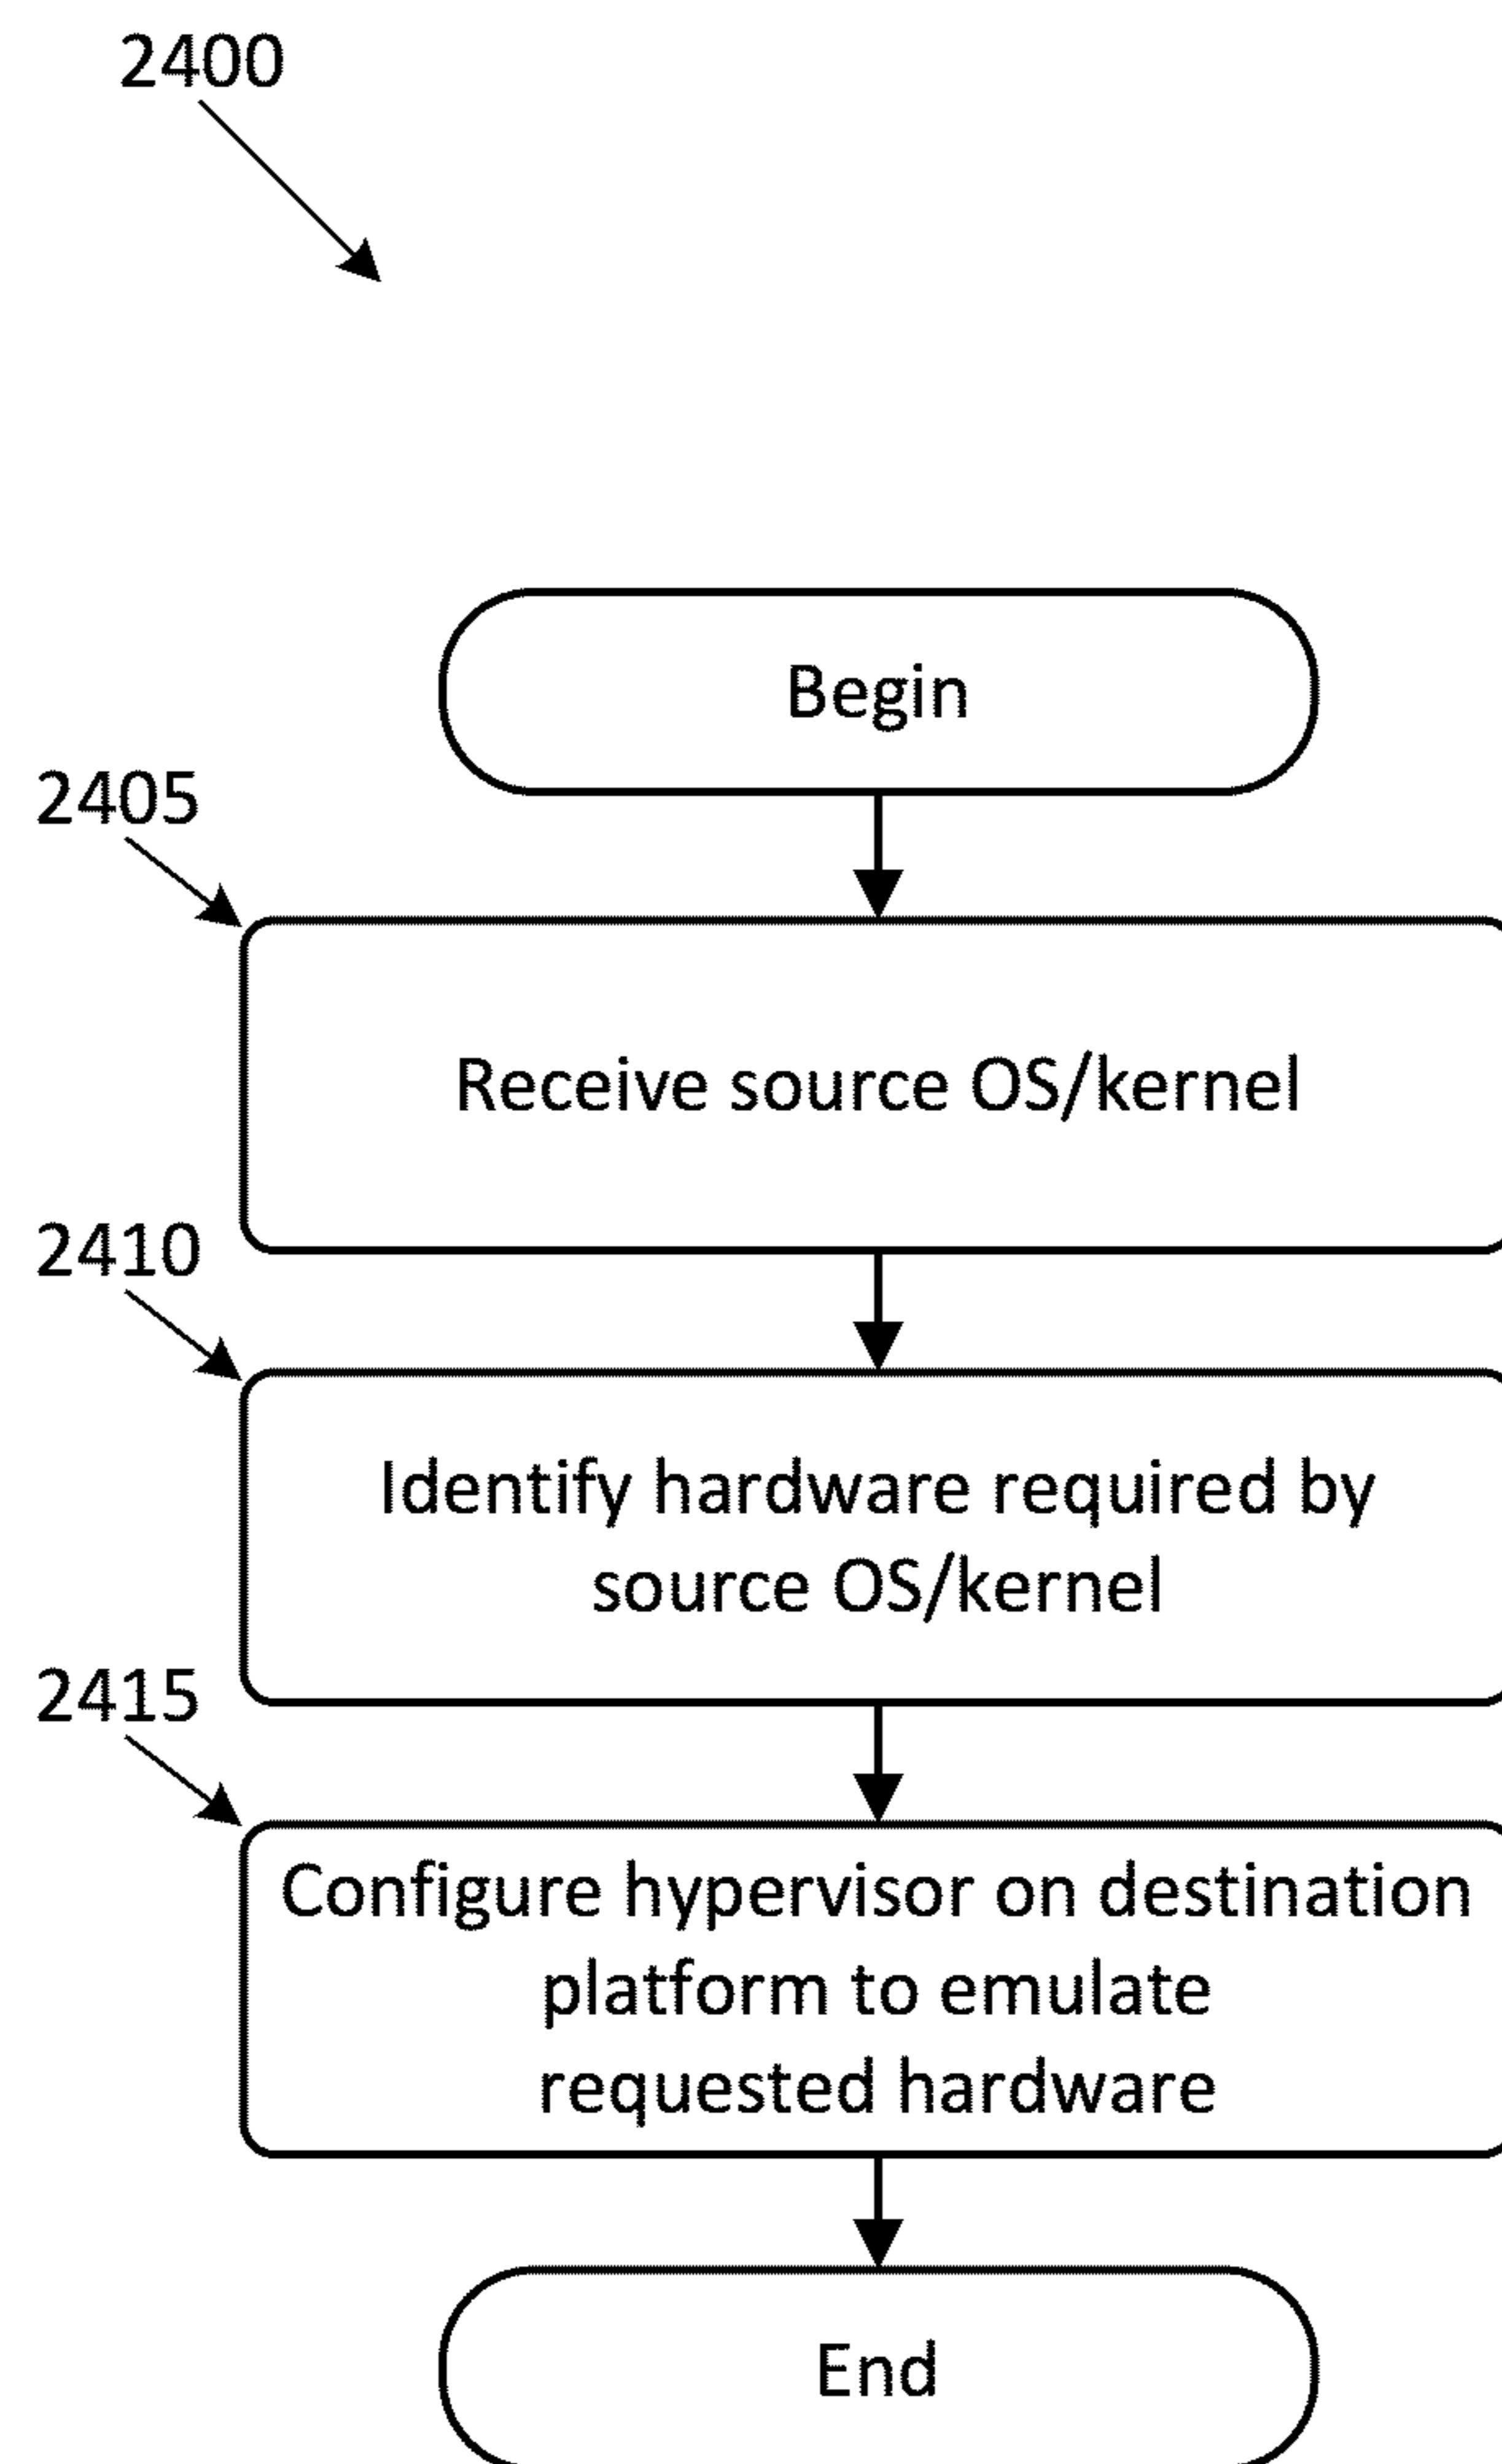 2400
Begin
2405
Receive source OS/kernel
2410
Identify hardware required by
source OS/kernel
2415
Configure hypervisor on destination
platform to emulate
requested hardware
End